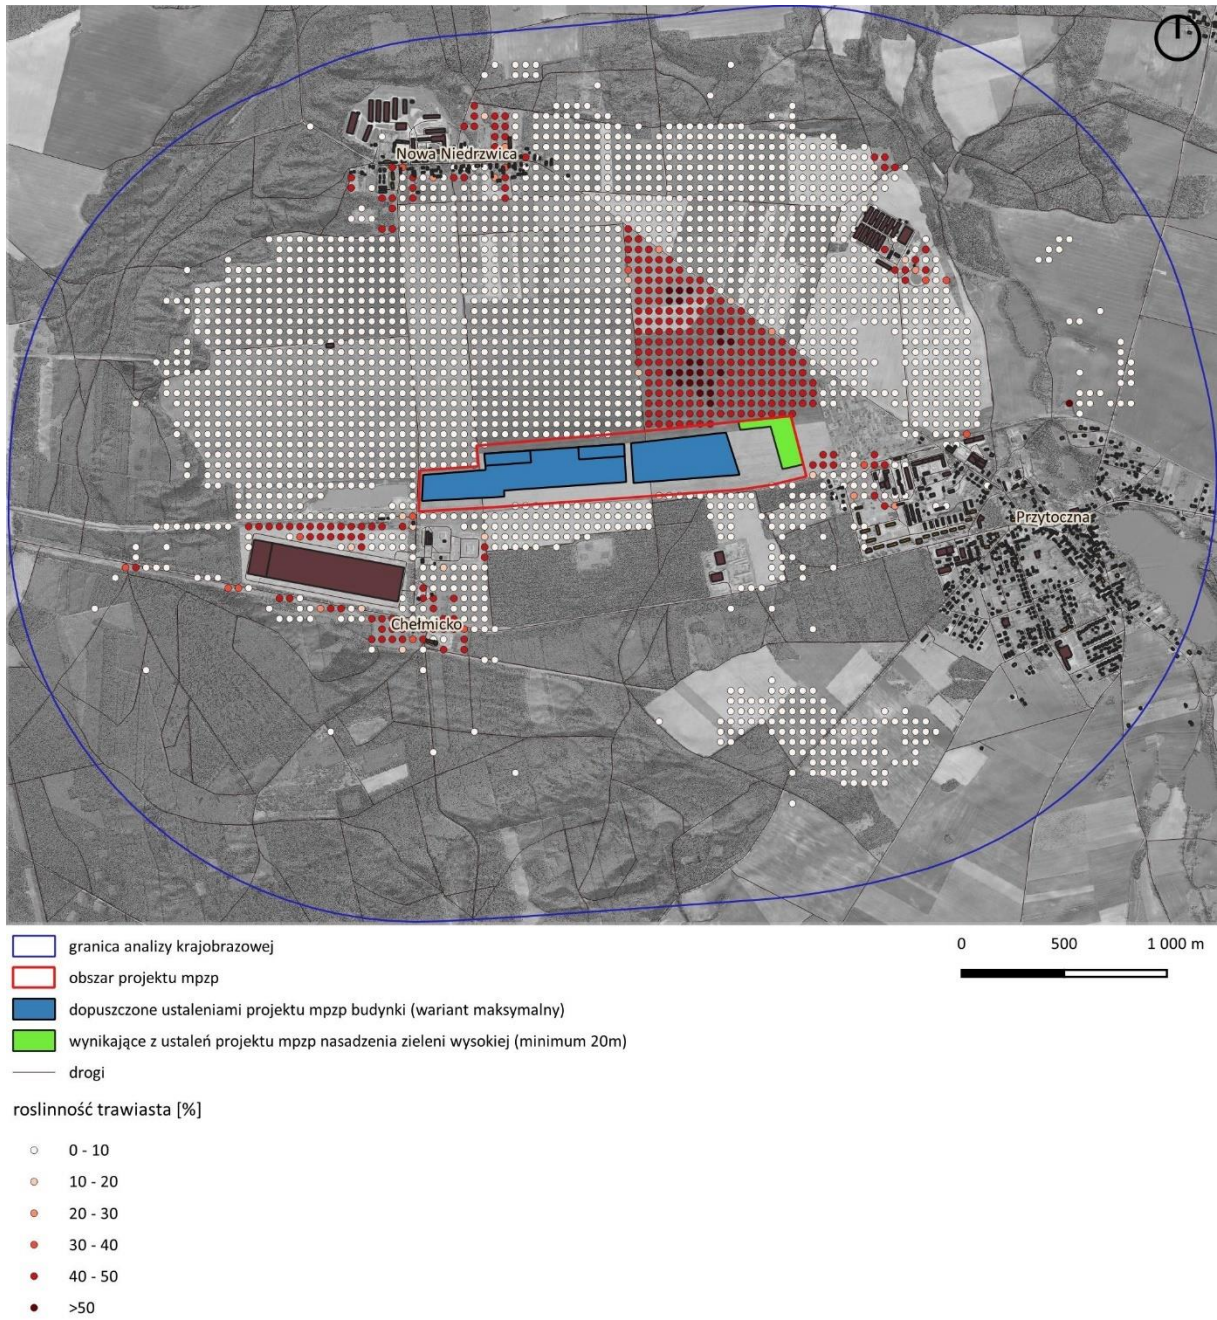 Nowa Niedrzwica
Przytoczna
Chełmicko
granica analizy krajobrazowej
0 500 1 000 m
obszar projektu mpzp
dopuszczone ustaleniami projektu mpzp budynki (wariant maksymalny)
wynikające z ustaleń projektu mpzp nasadzenia zieleni wysokiej (minimum 20m)
drogi
roslinność trawiasta [%]
0 - 10
10 - 20
20 - 30
30 - 40
40 - 50
>50